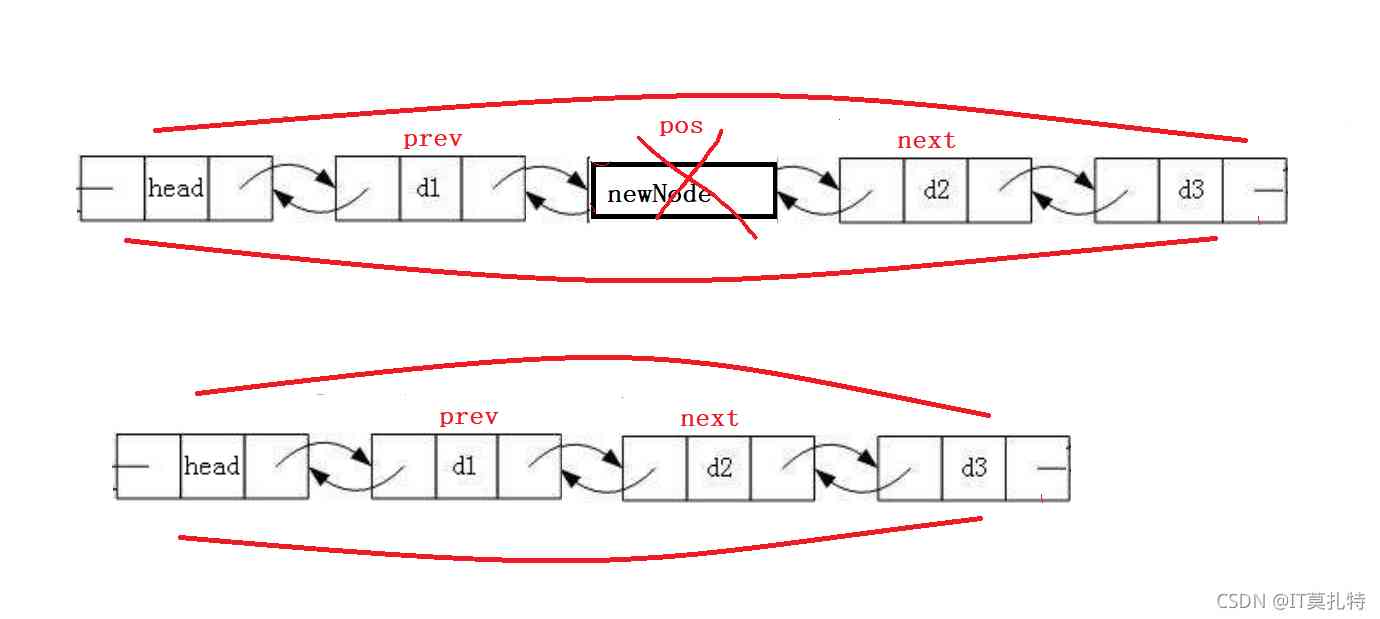 pos
prev next
head d1 newNode d2 d3
prev next
head d1 d2 d3
CSDN @IT莫扎特